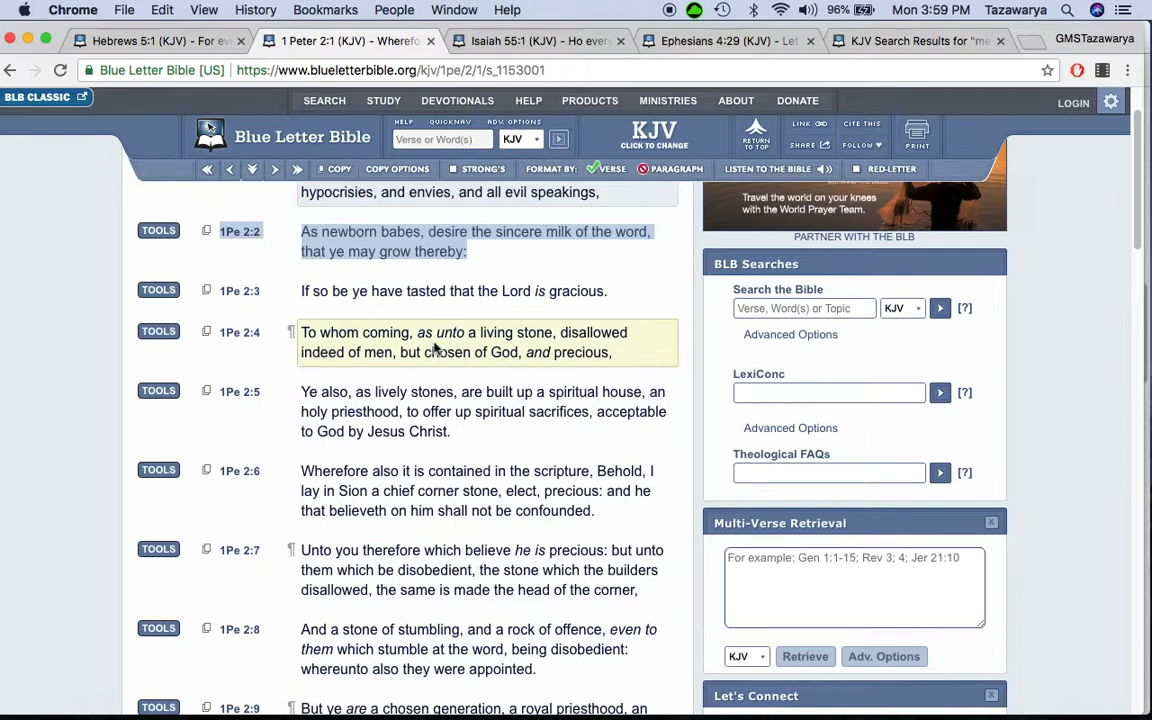 Chrome File Edit View History Bookmarks People Window Help 96% Mon 3:59 PM Tazawarya
Hebrews 5:1 (KJV) - For ev × 1 Peter 2:1 (KJV) - Wherefo × Isaiah 55:1 (KJV) - Ho every × Ephesians 4:29 (KJV) - Let × KJV Search Results for "me × GMSTazawarya
Blue Letter Bible [US] https://www.blueletterbible.org/kjv/1pe/2/1/s_1153001
BLB CLASSIC SEARCH STUDY DEVOTIONALS HELP PRODUCTS MINISTRIES ABOUT DONATE LOGIN
HELP QUICKNAV ADV. OPTIONS
Blue Letter Bible Verse or Word(s) KJV
KJV
CLICK TO CHANGE
RETURN
TO TOP
LINK CITE THIS
SHARE FOLLOW PRINT
COPY COPY OPTIONS STRONG'S FORMAT BY: VERSE PARAGRAPH LISTEN TO THE BIBLE RED-LETTER
hypocrisies, and envies, and all evil speakings,
TOOLS 1Pe 2:2 As newborn babes, desire the sincere milk of the word,
that ye may grow thereby:
TOOLS 1Pe 2:3 If so be ye have tasted that the Lord is gracious.
TOOLS 1Pe 2:4 ¶ To whom coming, as unto a living stone, disallowed
indeed of men, but chosen of God, and precious,
TOOLS 1Pe 2:5 Ye also, as lively stones, are built up a spiritual house, an
holy priesthood, to offer up spiritual sacrifices, acceptable
to God by Jesus Christ.
TOOLS 1Pe 2:6 Wherefore also it is contained in the scripture, Behold, I
lay in Sion a chief corner stone, elect, precious: and he
that believeth on him shall not be confounded.
TOOLS 1Pe 2:7 ¶ Unto you therefore which believe he is precious: but unto
them which be disobedient, the stone which the builders
disallowed, the same is made the head of the corner,
TOOLS 1Pe 2:8 And a stone of stumbling, and a rock of offence, even to
them which stumble at the word, being disobedient:
whereunto also they were appointed.
TOOLS 1Pe 2:9 ¶ But ye are a chosen generation, a royal priesthood, an
Travel the world on your knees
with the World Prayer Team.
PARTNER WITH THE BLB
BLB Searches
Search the Bible
Verse, Word(s) or Topic KJV [?]
Advanced Options
LexiConc
[?]
Advanced Options
Theological FAQs
[?]
Multi-Verse Retrieval x
For example: Gen 1:1-15; Rev 3; 4; Jer 21:10
KJV Retrieve Adv. Options
Let's Connect x